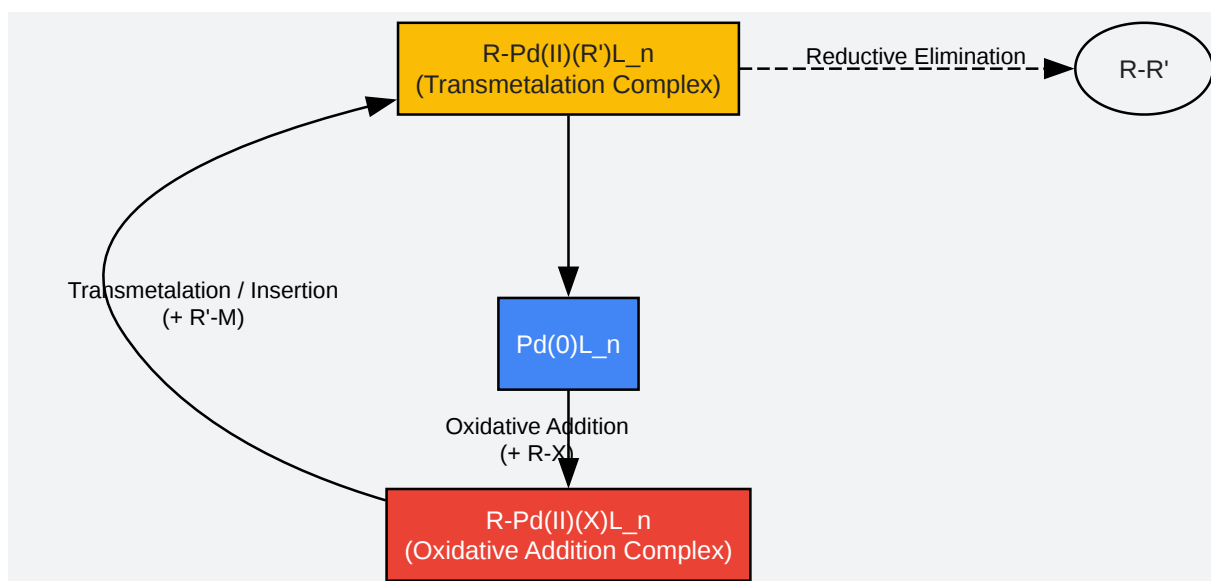 R-Pd(II)(R')L_n
(Transmetalation Complex)
Reductive Elimination
R-R'
Transmetalation / Insertion
(+ R'-M)
Pd(0)L_n
Oxidative Addition
(+ R-X)
R-Pd(II)(X)L_n
(Oxidative Addition Complex)